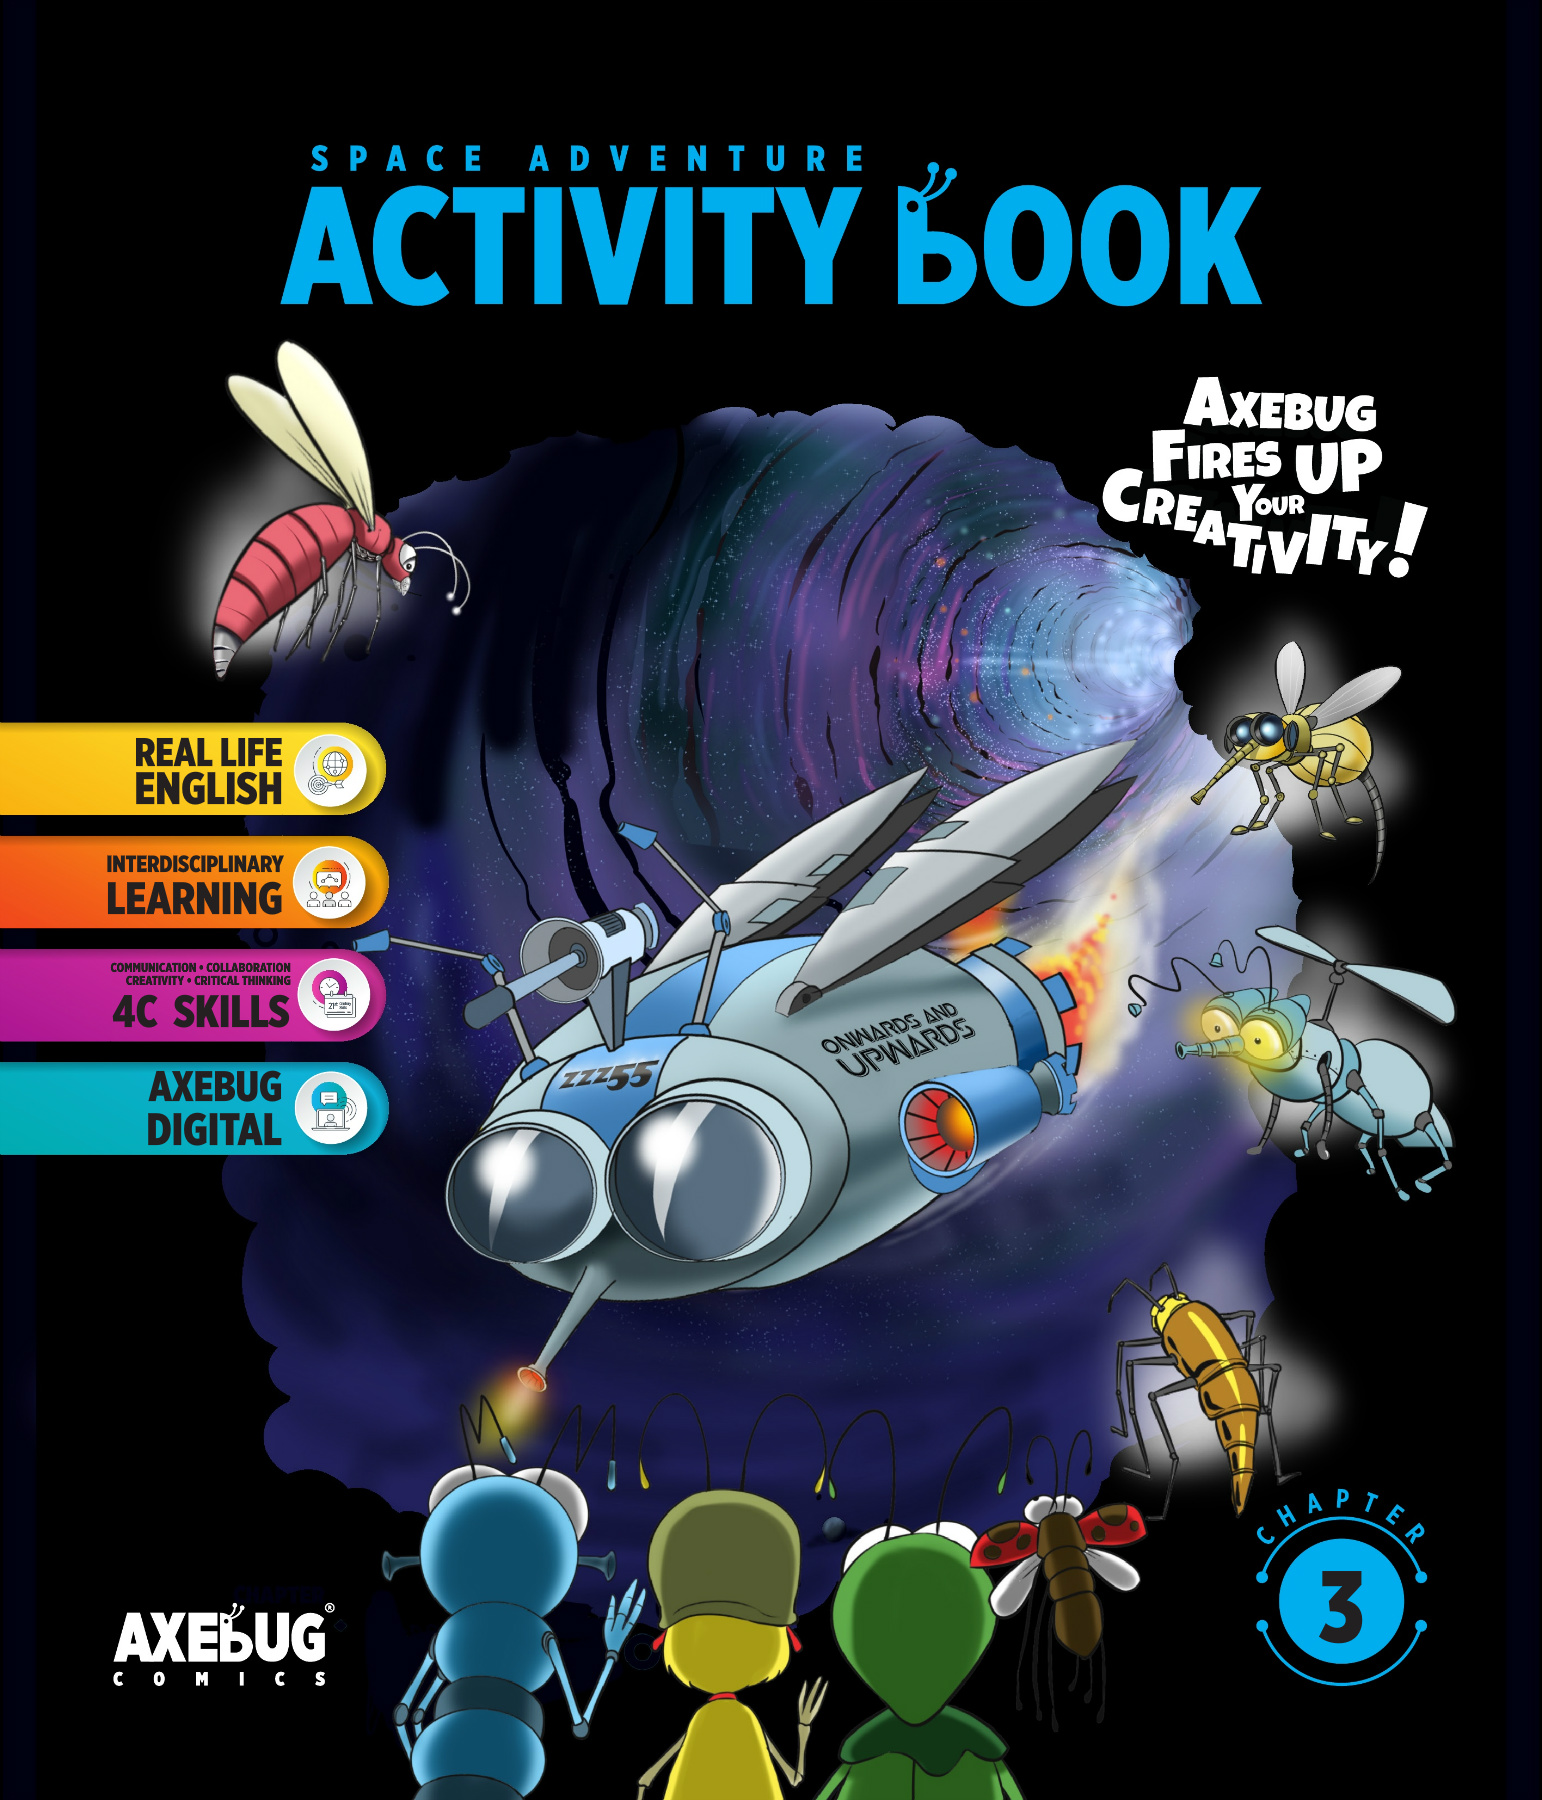 SPACE ADVENTURE
ACTIVITY BOOK
AXEBUG
FIRES UP
YOUR
CREATIVITY!
REAL LIFE
ENGLISH
INTERDISCIPLINARY
LEARNING
COMMUNICATION • COLLABORATION
CREATIVITY • CRITICAL THINKING
4C SKILLS
AXEBUG
DIGITAL
ONWARDS AND
UPWARDS
ZZZ55
CHAPTER
3
AXEBUG®
COMICS